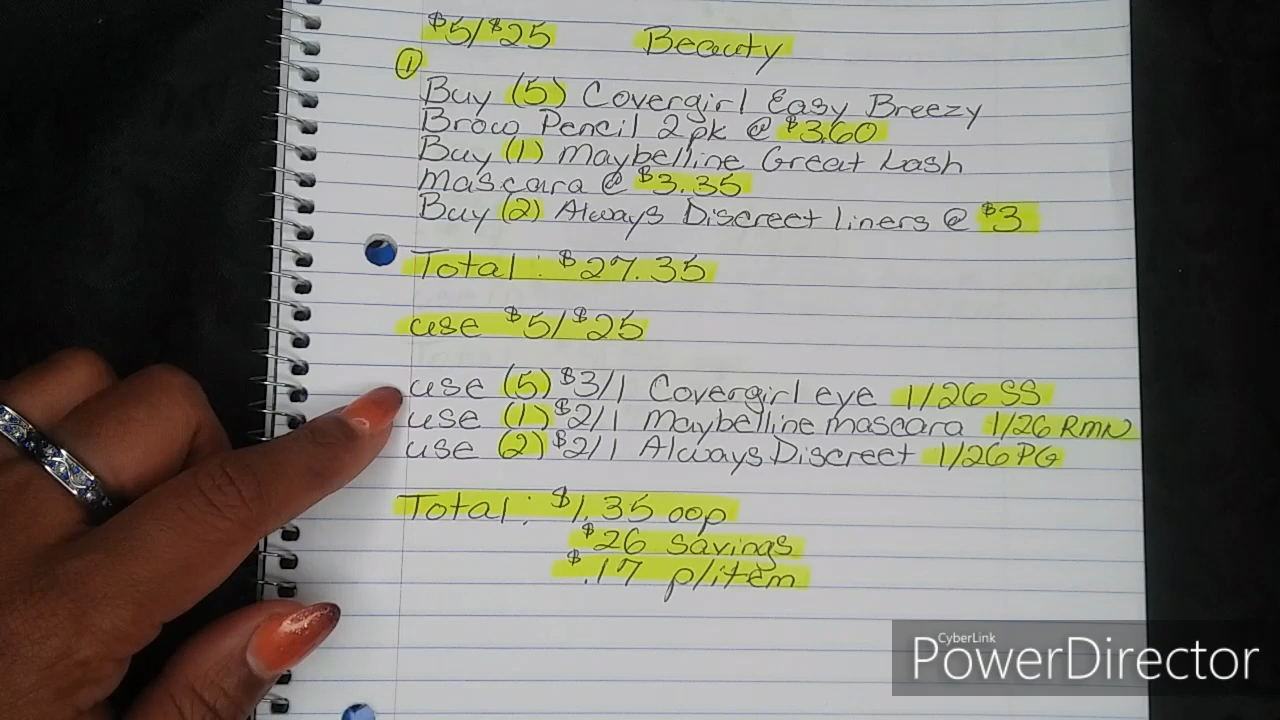 $5/$25 Beauty
①
Buy (5) Covergirl Easy Breezy
Brow Pencil 2pk @ $3.60
Buy (1) Maybelline Great Lash
Mascara @ $3.35
Buy (2) Always Discreet liners @ $3
Total: $27.35
use $5/$25
use (5) $3/1 Covergirl eye 1/26 SS
use (1) $2/1 Maybelline mascara 1/26 RMN
use (2) $2/1 Always Discreet 1/26 PG
Total: $1.35 oop
$26 savings
$.17 p/item
CyberLink
PowerDirector